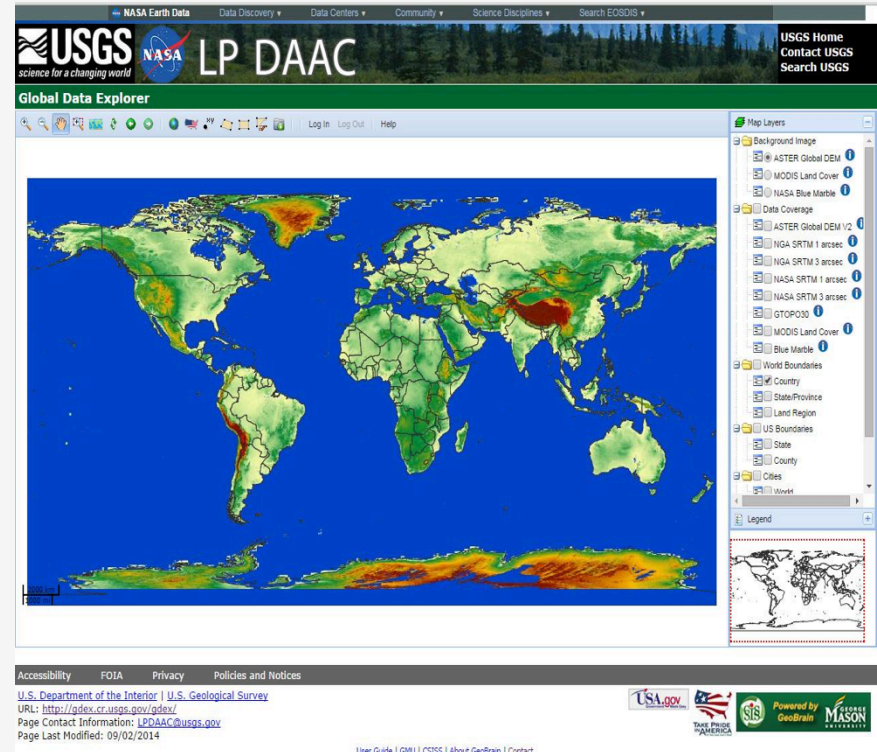 NASA Earth Data Data Discovery Data Centers Community Science Disciplines Search EOSDIS
USGS
science for a changing world
NASA
LP DAAC
USGS Home
Contact USGS
Search USGS
Global Data Explorer
Log In Log Out Help
Map Layers
Background Image
ASTER Global DEM
MODIS Land Cover
NASA Blue Marble
Data Coverage
ASTER Global DEM V2
NGA SRTM 1 arcsec
NGA SRTM 3 arcsec
NASA SRTM 1 arcsec
NASA SRTM 3 arcsec
GTOPO30
MODIS Land Cover
Blue Marble
World Boundaries
Country
State/Province
Land Region
US Boundaries
State
County
Cities
World
Legend
Accessibility FOIA Privacy Policies and Notices
U.S. Department of the Interior | U.S. Geological Survey
URL: http://gdex.cr.usgs.gov/gdex/
Page Contact Information: LPDAAC@usgs.gov
Page Last Modified: 09/02/2014
USA.gov
TAKE PRIDE
IN AMERICA
Powered by
GeoBrain
GEORGE
MASON
UNIVERSITY
User Guide | GMU | CSISS | About GeoBrain | Contact